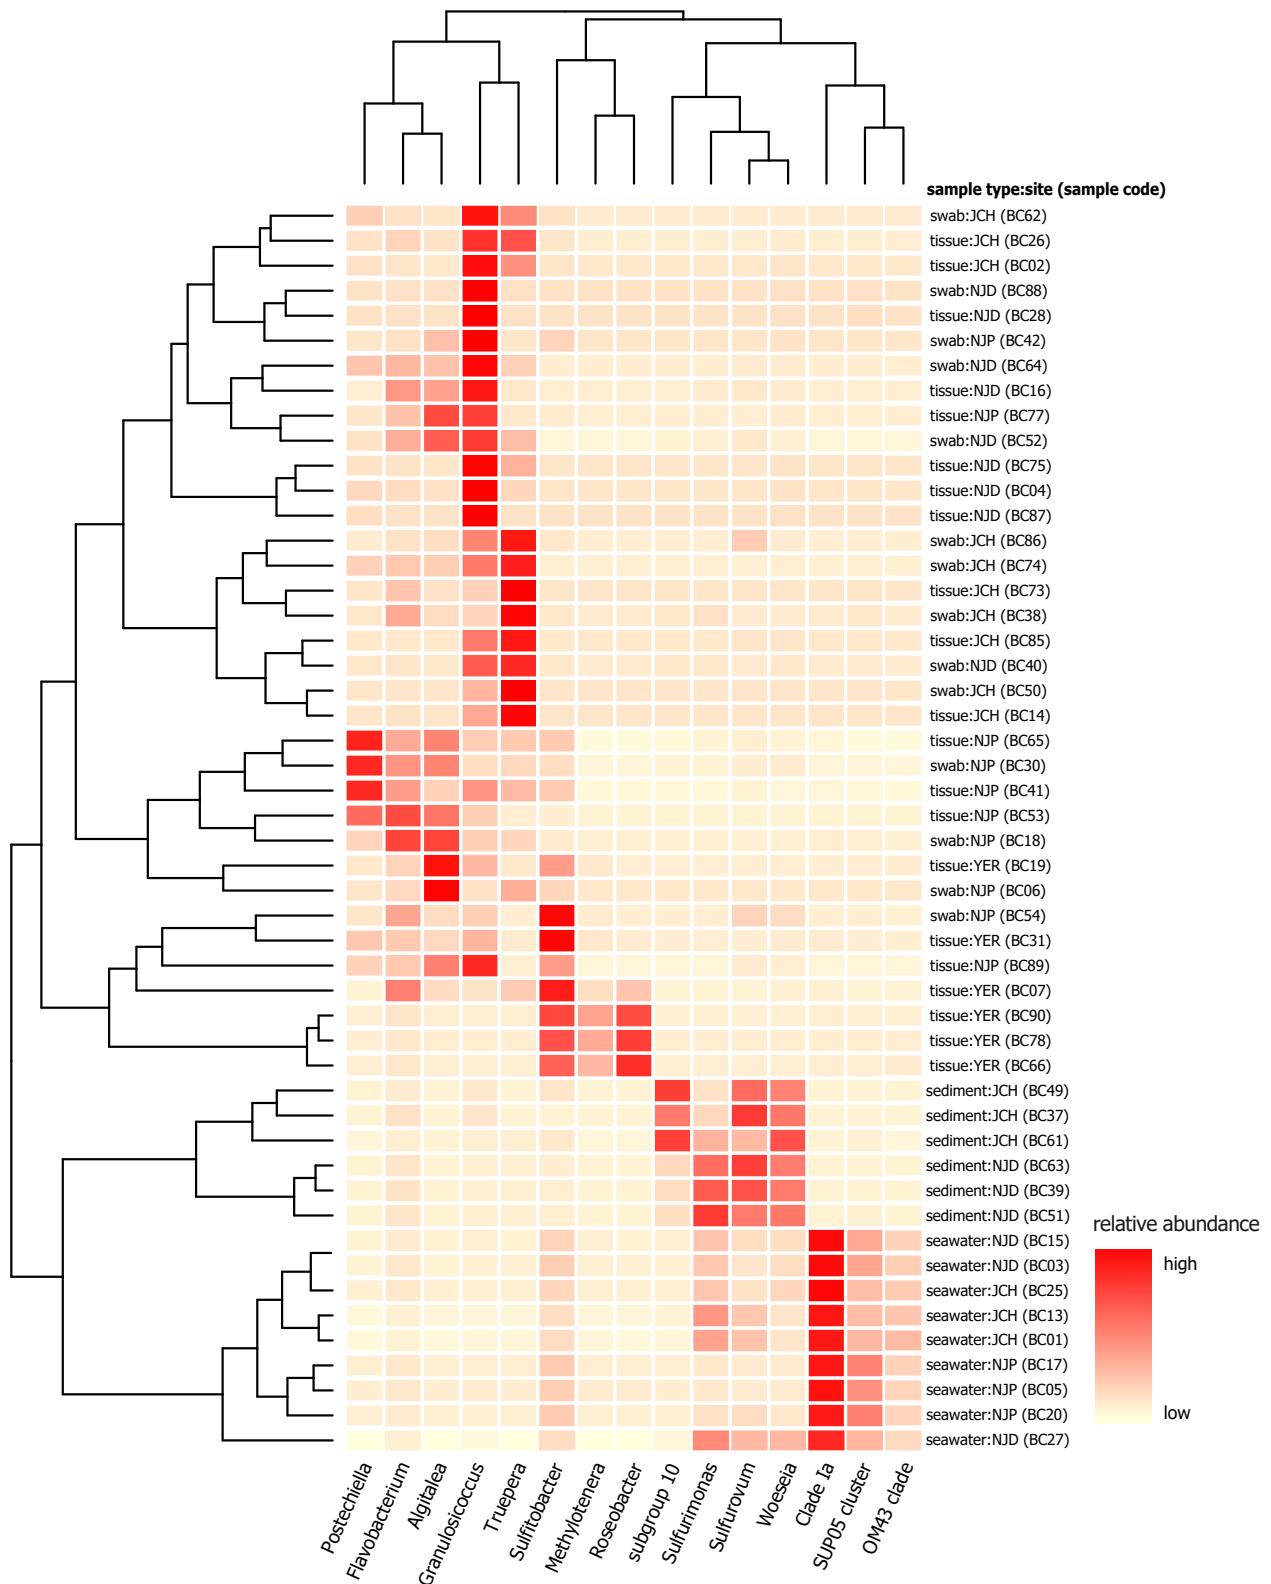 sample type:site (sample code)
swab:JCH (BC62)
tissue:JCH (BC26)
tissue:JCH (BC02)
swab:NJD (BC88)
tissue:NJD (BC28)
swab:NJP (BC42)
swab:NJD (BC64)
tissue:NJD (BC16)
tissue:NJP (BC77)
swab:NJD (BC52)
tissue:NJD (BC75)
tissue:NJD (BC04)
tissue:NJD (BC87)
swab:JCH (BC86)
swab:JCH (BC74)
tissue:JCH (BC73)
swab:JCH (BC38)
tissue:JCH (BC85)
swab:NJD (BC40)
swab:JCH (BC50)
tissue:JCH (BC14)
tissue:NJP (BC65)
swab:NJP (BC30)
tissue:NJP (BC41)
tissue:NJP (BC53)
swab:NJP (BC18)
tissue:YER (BC19)
swab:NJP (BC06)
swab:NJP (BC54)
tissue:YER (BC31)
tissue:NJP (BC89)
tissue:YER (BC07)
tissue:YER (BC90)
tissue:YER (BC78)
tissue:YER (BC66)
sediment:JCH (BC49)
sediment:JCH (BC37)
sediment:JCH (BC61)
sediment:NJD (BC63)
sediment:NJD (BC39)
sediment:NJD (BC51)
seawater:NJD (BC15)
seawater:NJD (BC03)
seawater:JCH (BC25)
seawater:JCH (BC13)
seawater:JCH (BC01)
seawater:NJP (BC17)
seawater:NJP (BC05)
seawater:NJP (BC20)
seawater:NJD (BC27)
relative abundance
high
low
Postechiella
Flavobacterium
Algitalea
Granulosicoccus
Truepera
Sulfitobacter
Methylotenera
Roseobacter
subgroup 10
Sulfurimonas
Sulfurovum
Woeseia
Clade Ia
SUP05 cluster
OM43 clade